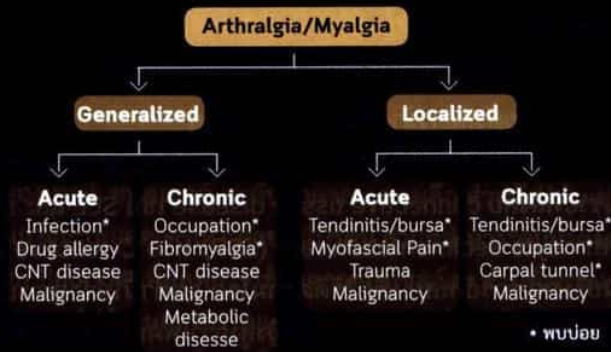 Arthralgia/Myalgia
Generalized
Localized
Acute
Infection*
Drug allergy
CNT disease
Malignancy
Chronic
Occupation*
Fibromyalgia*
CNT disease
Malignancy
Metabolic
disesse
Acute
Tendinitis/bursa*
Myofascial Pain*
Trauma
Malignancy
Chronic
Tendinitis/bursa*
Occupation*
Carpal tunnel*
Malignancy
* พบบ่อย